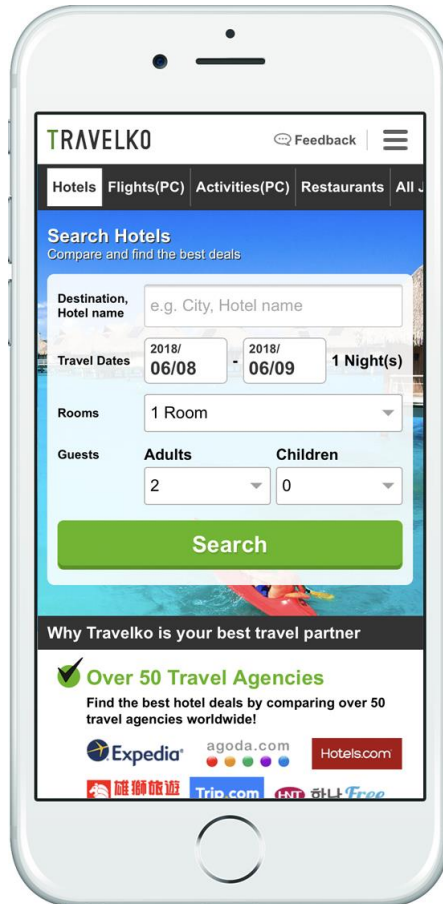 TRAVELKO
Feedback
Hotels Flights(PC) Activities(PC) Restaurants All
Search Hotels
Compare and find the best deals
Destination,
Hotel name
e.g. City, Hotel name
Travel Dates
2018/
06/08
-
2018/
06/09
1 Night(s)
Rooms
1 Room
Guests
Adults
Children
2
0
Search
Why Travelko is your best travel partner
Over 50 Travel Agencies
Find the best hotel deals by comparing over 50
travel agencies worldwide!
Expedia
agoda.com
Hotels.com
雄獅旅遊
Trip.com
HNT 하나 Free